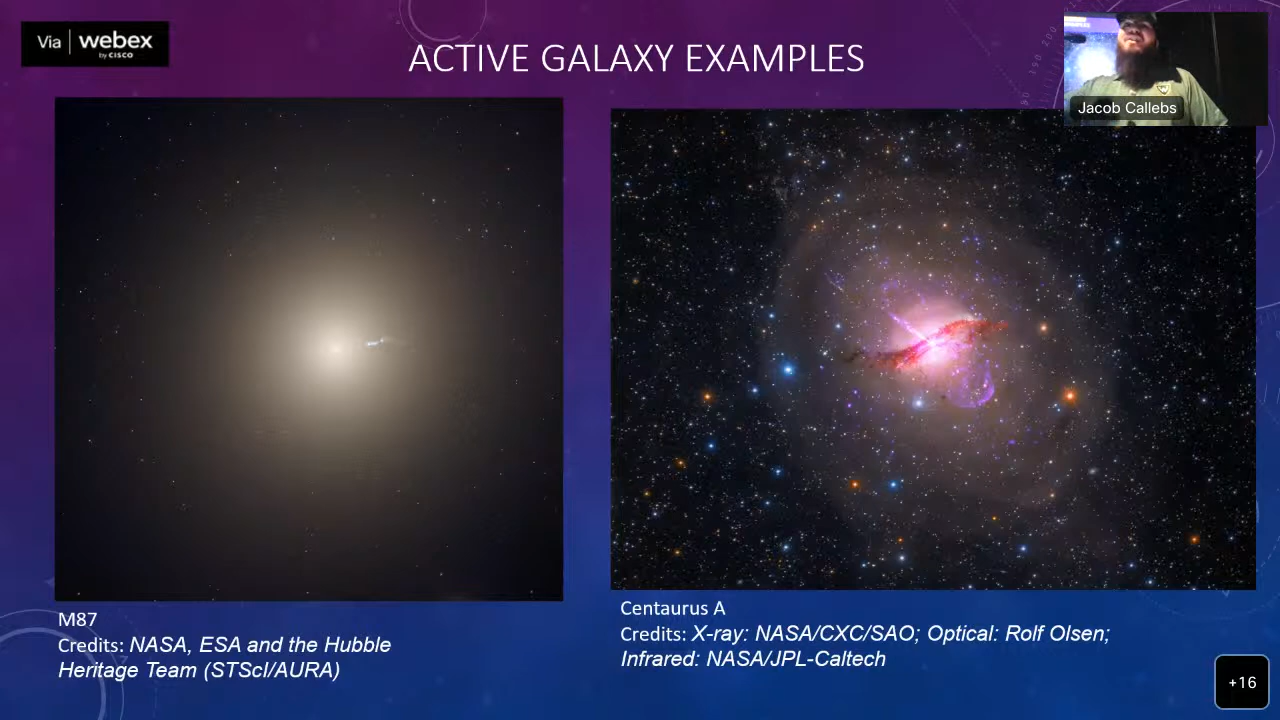 Via | webex
by CISCO
ACTIVE GALAXY EXAMPLES
Jacob Callebs
M87
Credits: NASA, ESA and the Hubble
Heritage Team (STScI/AURA)
Centaurus A
Credits: X-ray: NASA/CXC/SAO; Optical: Rolf Olsen;
Infrared: NASA/JPL-Caltech
+16